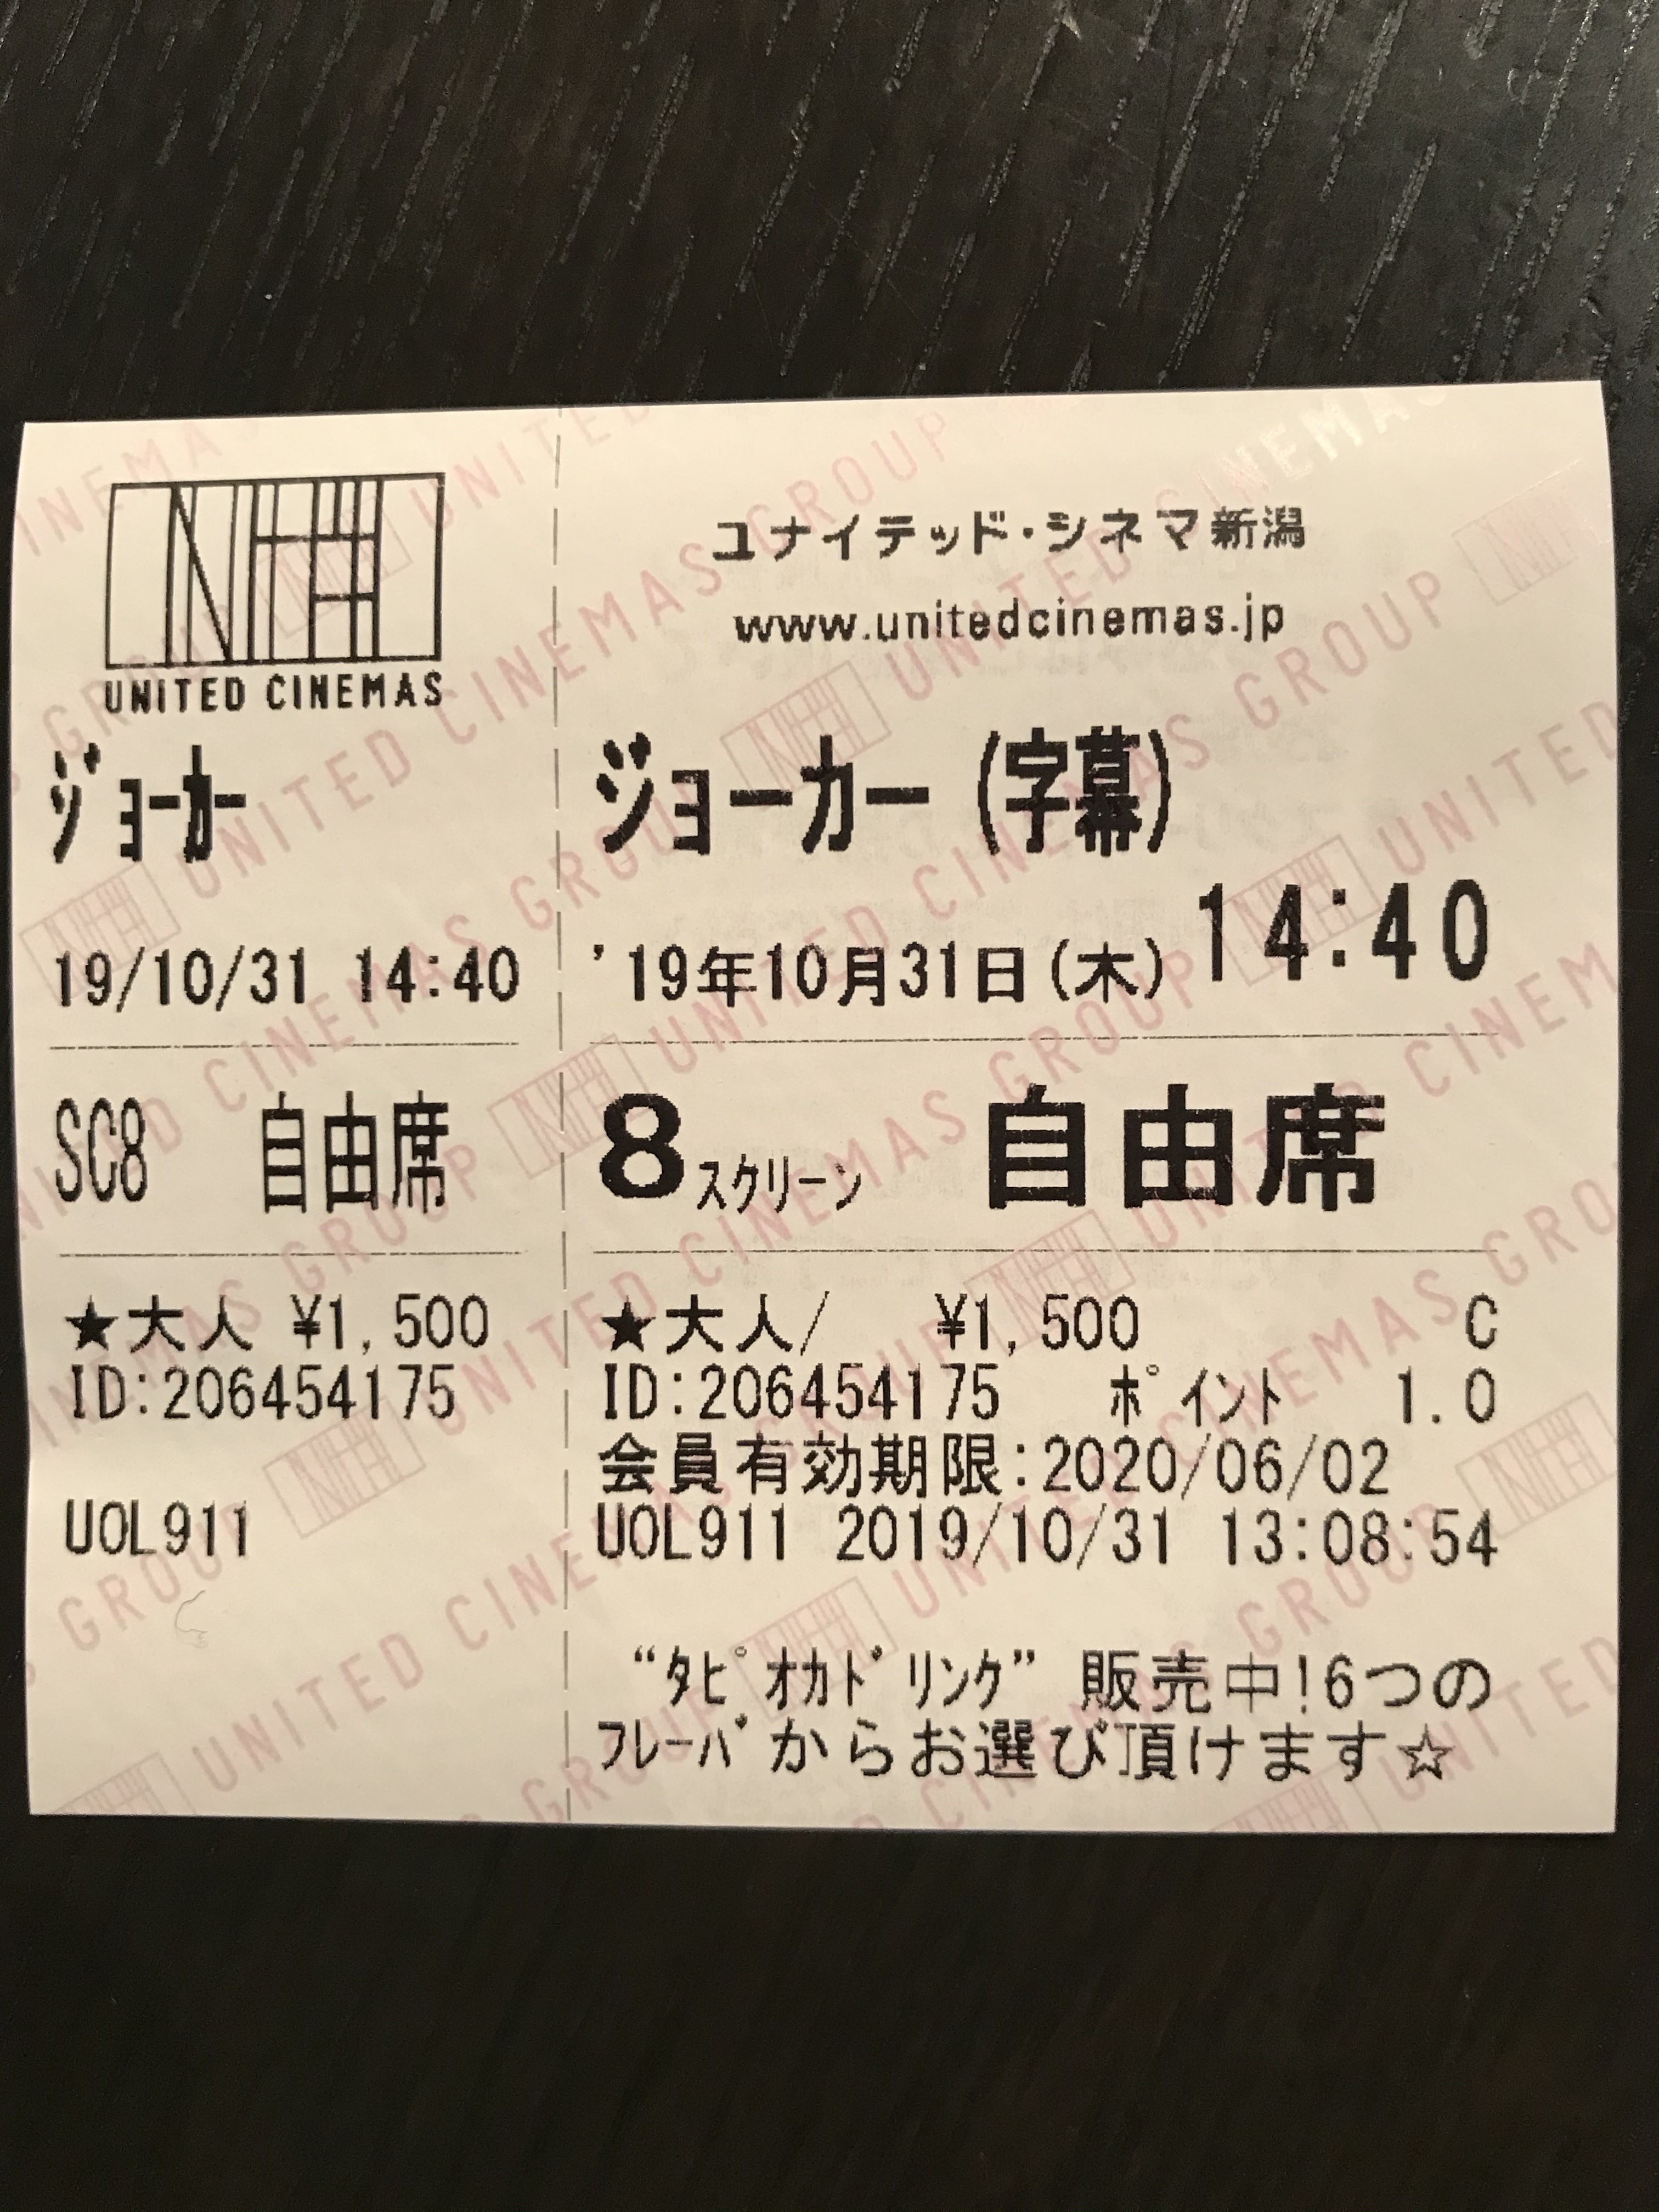 UNITED CINEMAS
ジョーカー
19/10/31 14:40
SC8 自由席
★大人 ¥1,500
ID:206454175
UOL911
ユナイテッド・シネマ新潟
www.unitedcinemas.jp
ジョーカー (字幕)
'19年10月31日(木) 14:40
8スクリーン 自由席
★大人/ ¥1,500 C
ID:206454175 ポイント 1.0
会員有効期限:2020/06/02
UOL911 2019/10/31 13:08:54
“タピオカドリンク” 販売中!6つの
フレーバからお選び頂けます☆